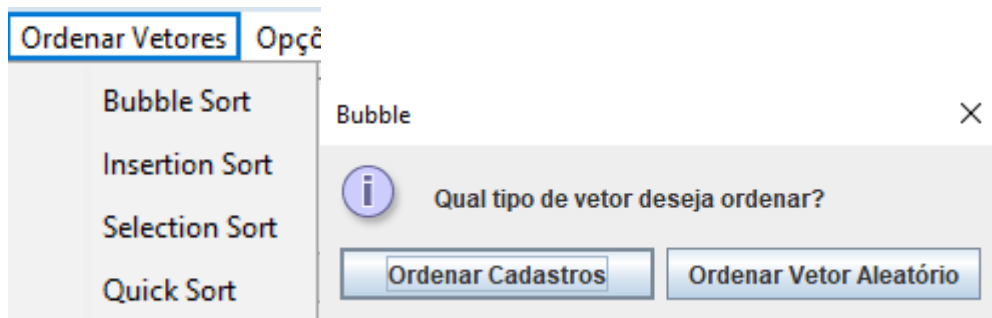 Ordenar Vetores Opçõ
Bubble Sort
Insertion Sort
Selection Sort
Quick Sort
Bubble
i
Qual tipo de vetor deseja ordenar?
Ordenar Cadastros Ordenar Vetor Aleatório